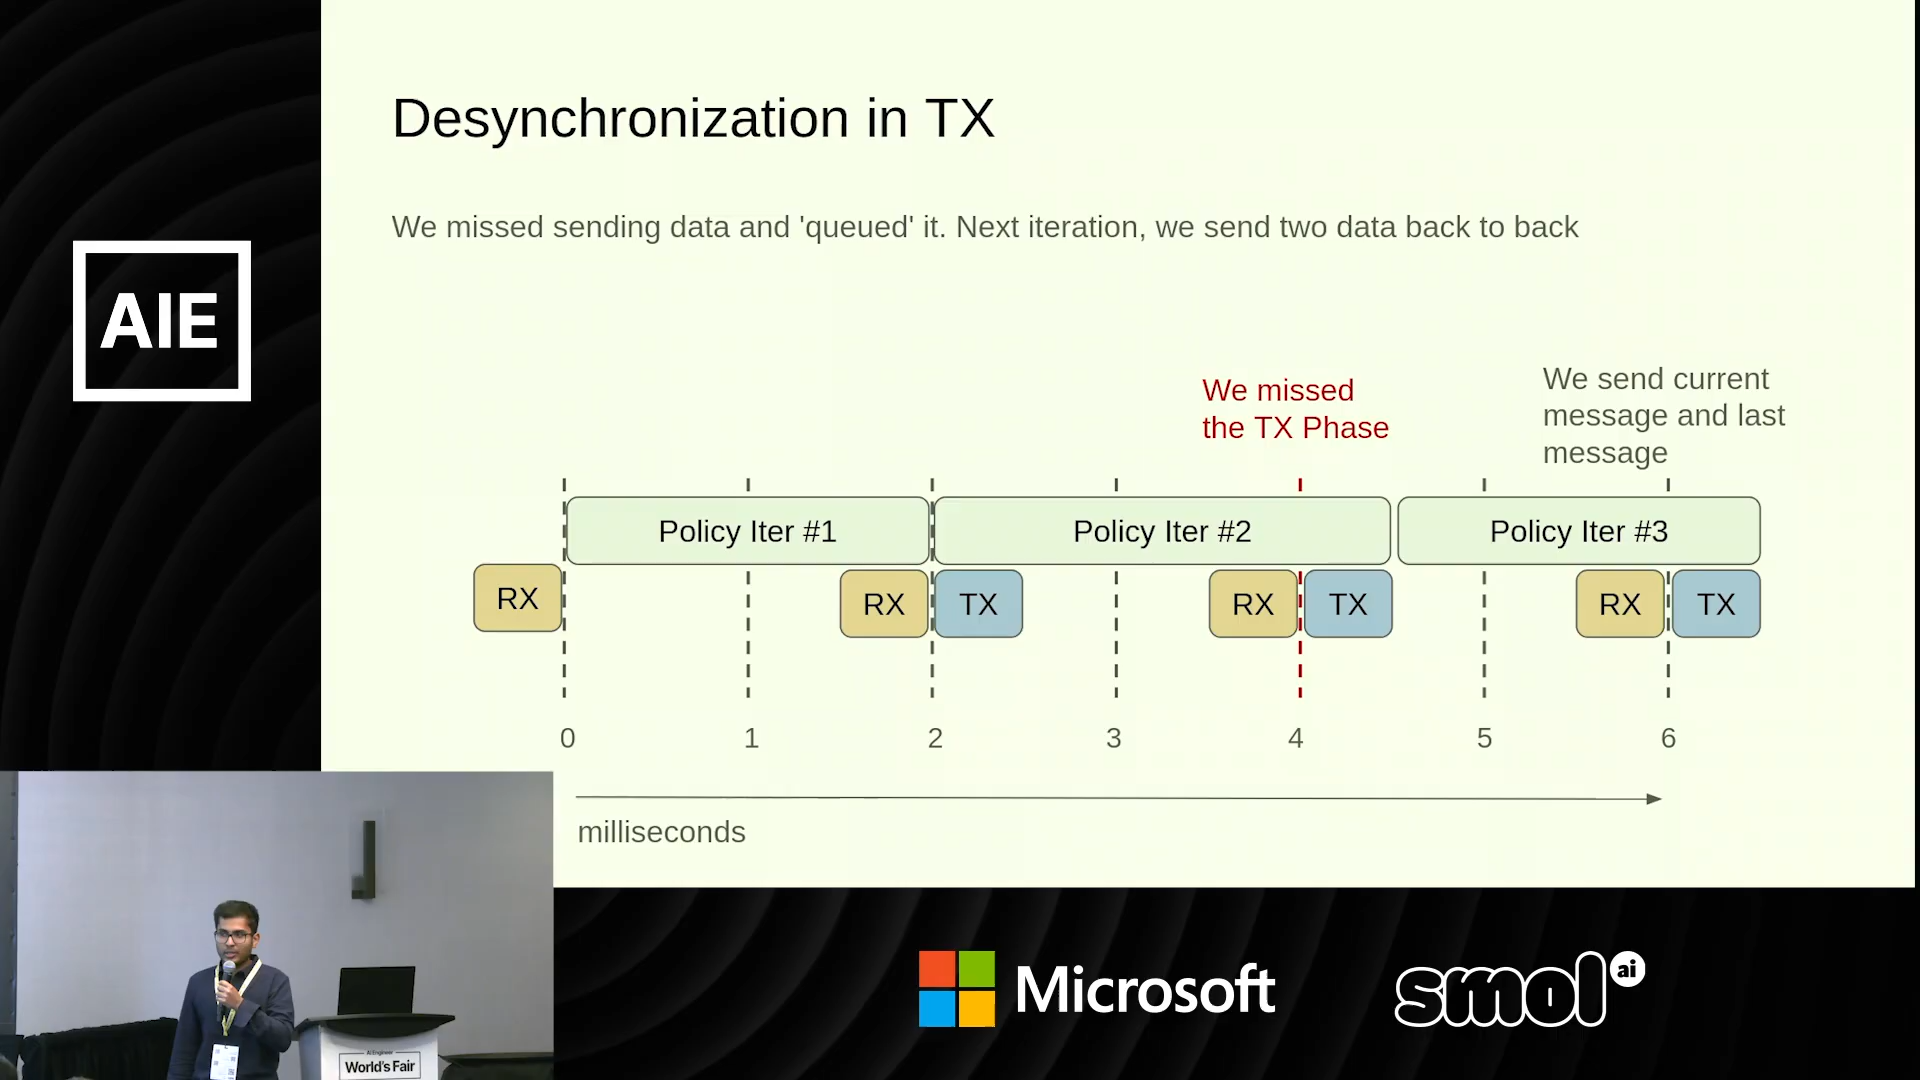 Desynchronization in TX
We missed sending data and 'queued' it. Next iteration, we send two data back to back
AIE
We missed
the TX Phase
We send current
message and last
message
Policy Iter #1
Policy Iter #2
Policy Iter #3
RX
RX
TX
RX
TX
RX
TX
0
1
2
3
4
5
6
milliseconds
Microsoft
smol
ai
AI Engineer
World's Fair